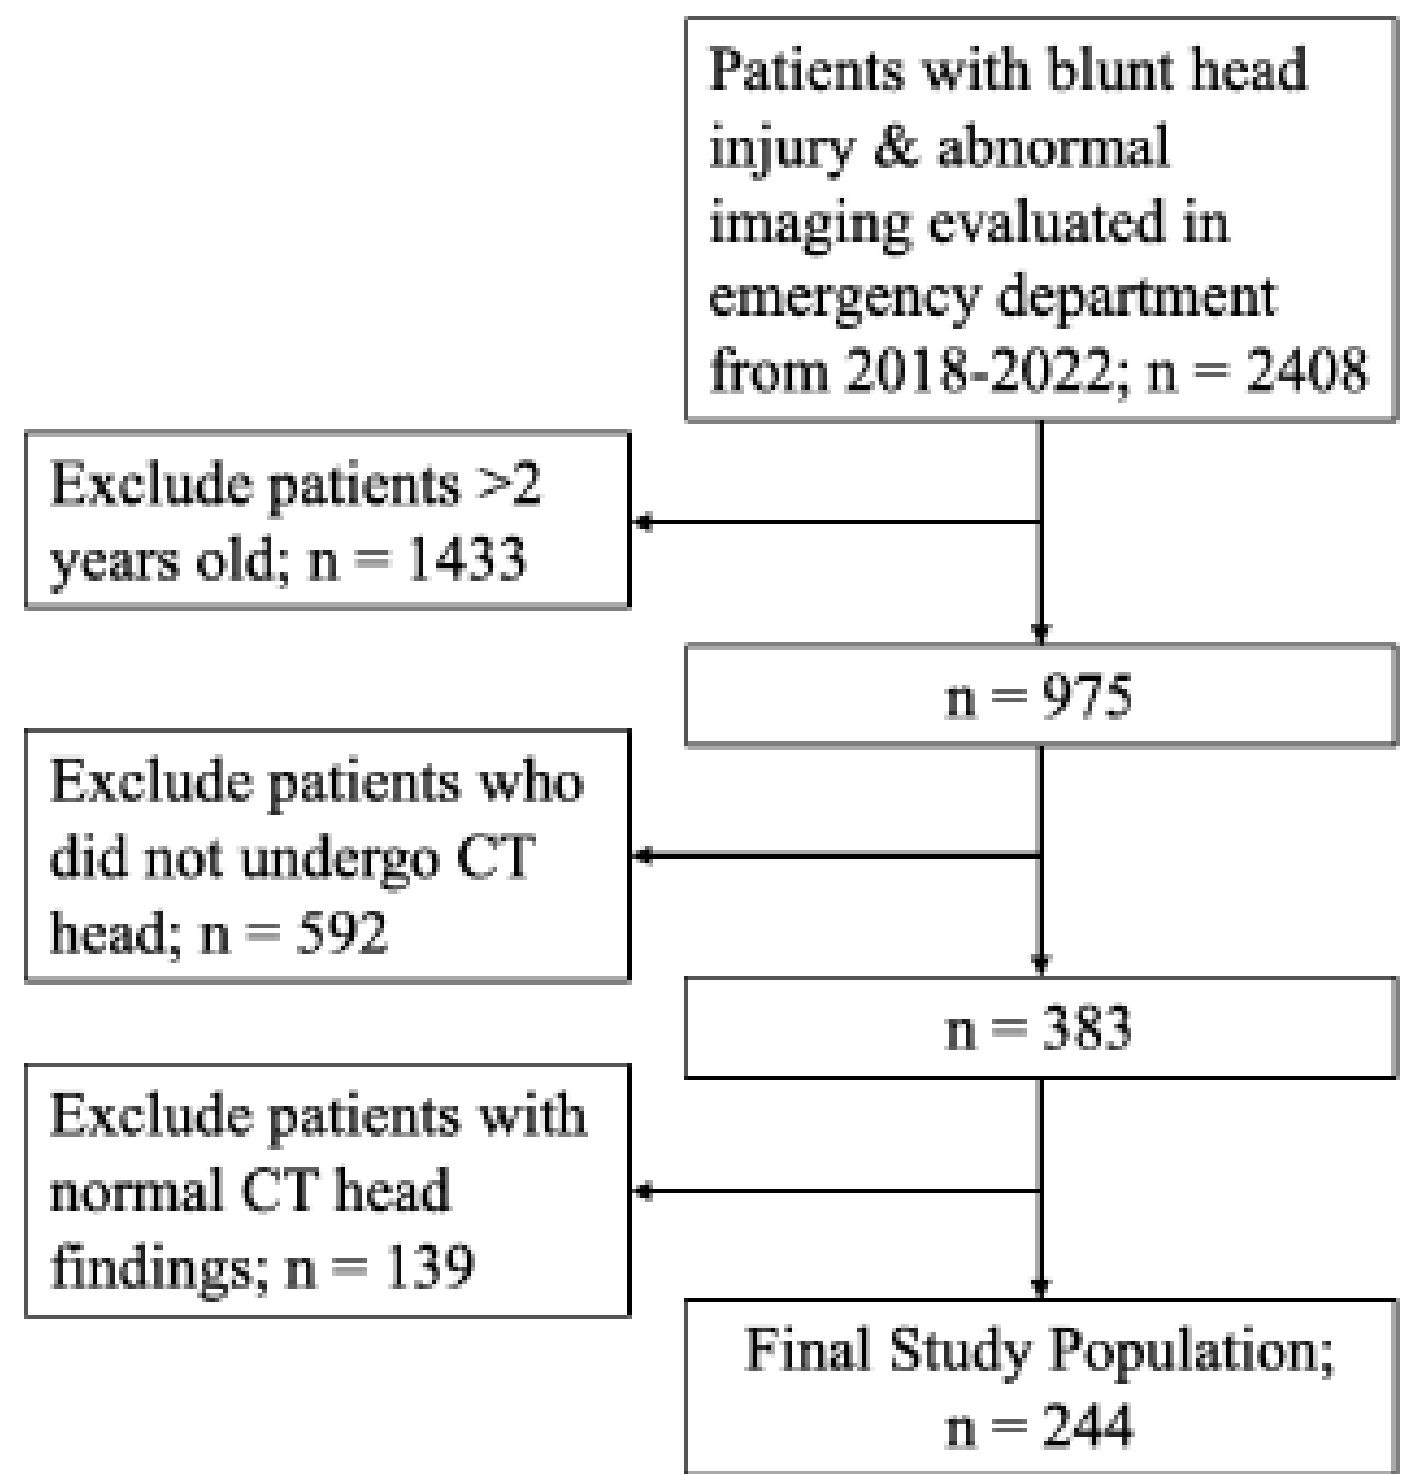 Patients with blunt head
injury & abnormal
imaging evaluated in
emergency department
from 2018-2022; n = 2408
Exclude patients >2
years old; n = 1433
n = 975
Exclude patients who
did not undergo CT
head; n = 592
n = 383
Exclude patients with
normal CT head
findings; n = 139
Final Study Population;
n = 244